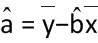 â = y̅−b̂x̅